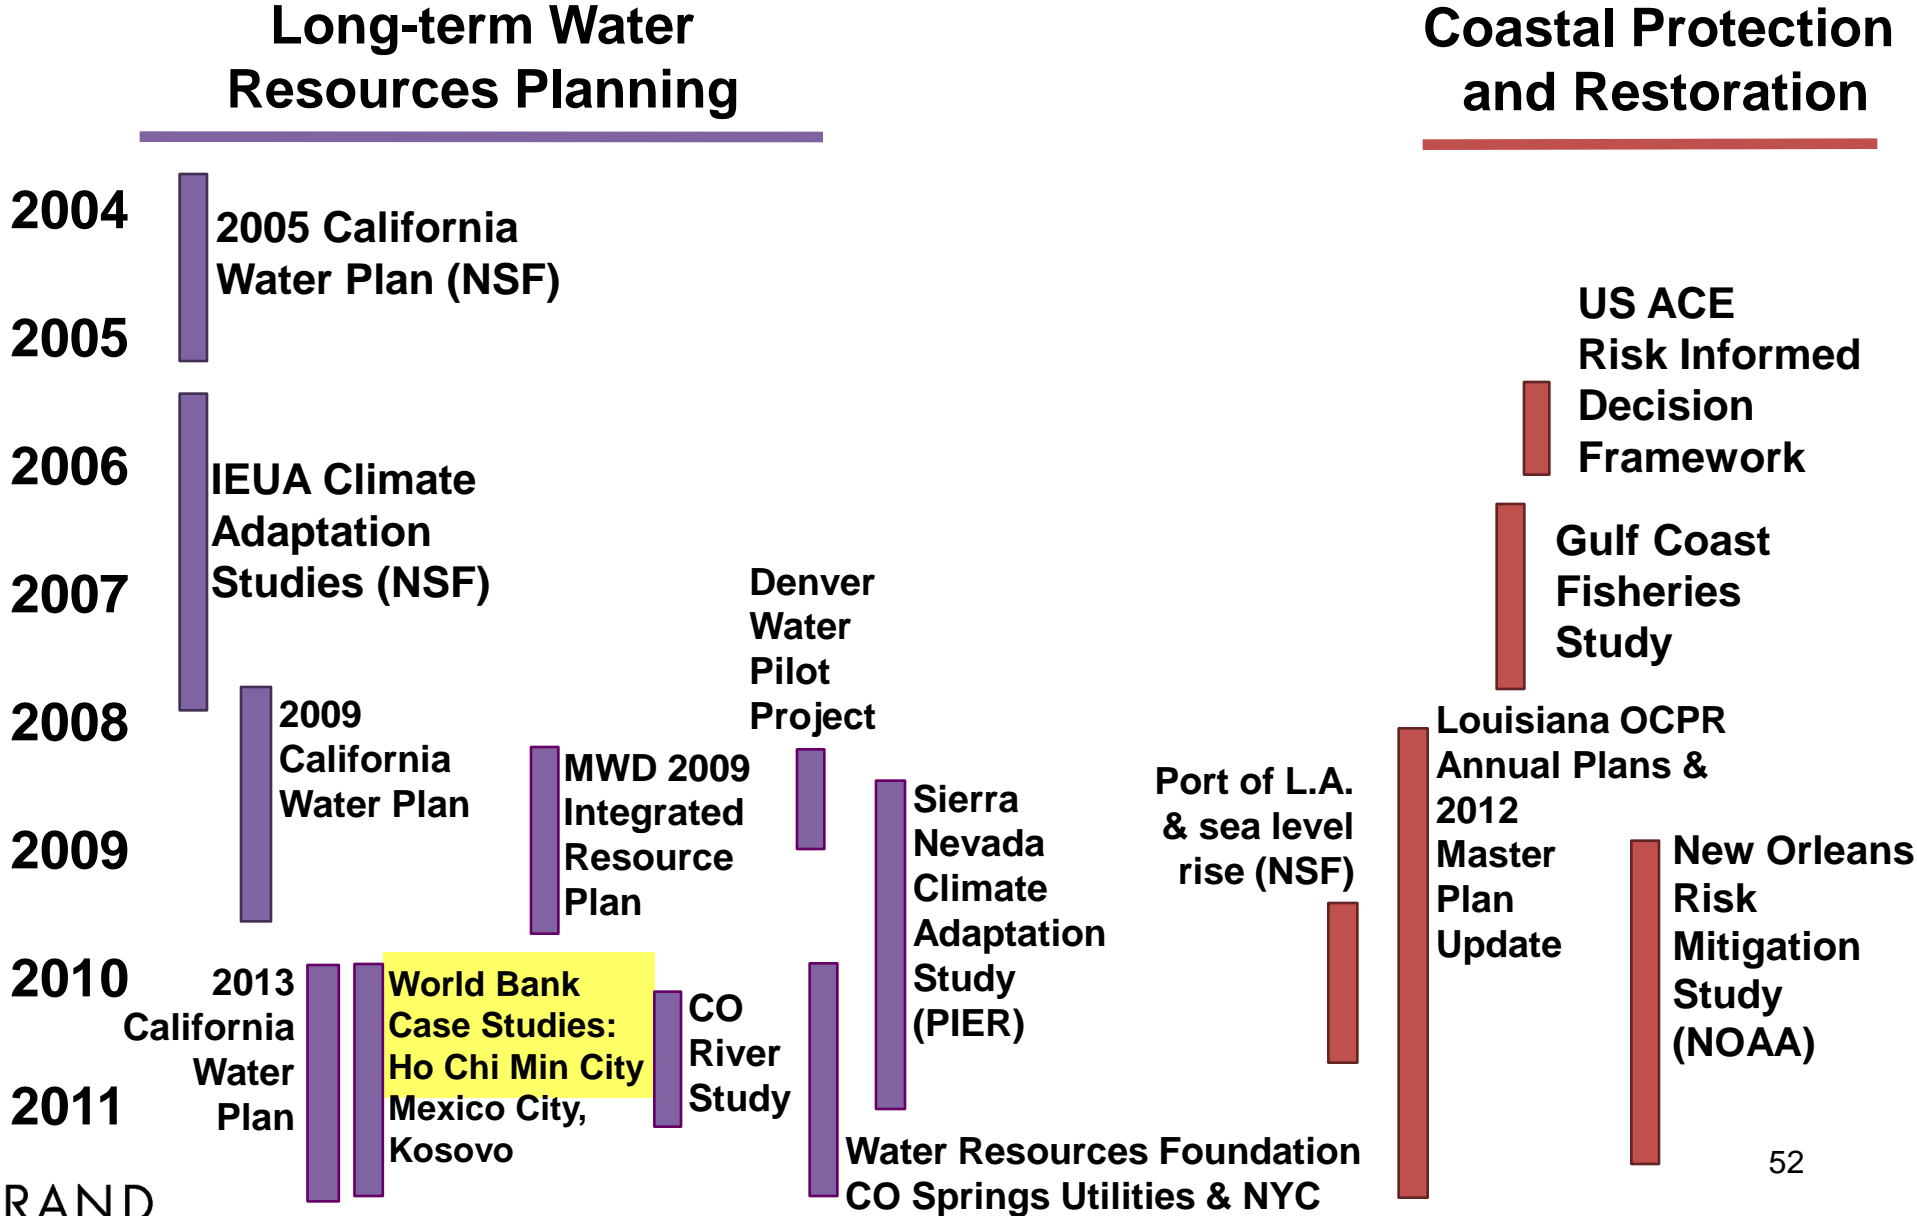 Long-term Water
Resources Planning
Coastal Protection
and Restoration
2004
2005
2006
2007
2008
2009
2010
2011
2005 California
Water Plan (NSF)
IEUA Climate
Adaptation
Studies (NSF)
2009
California
Water Plan
MWD 2009
Integrated
Resource
Plan
Denver
Water
Pilot
Project
Sierra
Nevada
Climate
Adaptation
Study
(PIER)
2013
California
Water
Plan
World Bank
Case Studies:
Ho Chi Min City
Mexico City,
Kosovo
CO
River
Study
Water Resources Foundation
CO Springs Utilities & NYC
US ACE
Risk Informed
Decision
Framework
Gulf Coast
Fisheries
Study
Port of L.A.
& sea level
rise (NSF)
Louisiana OCPR
Annual Plans &
2012
Master
Plan
Update
New Orleans
Risk
Mitigation
Study
(NOAA)
RAND
52